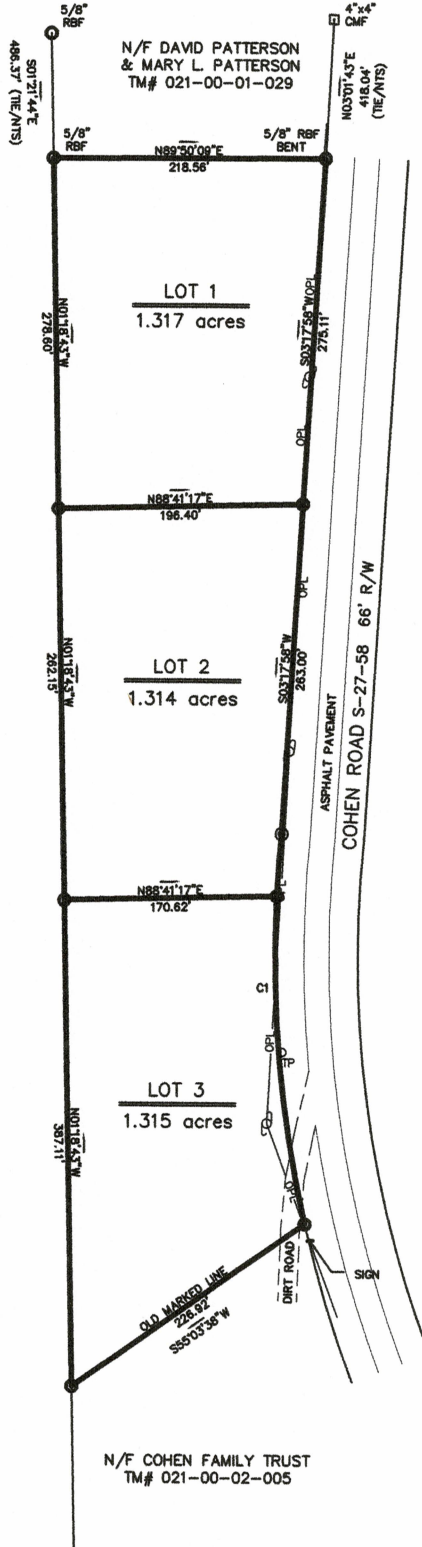 5/8"
RBF
S01°21'44"E
486.37' (TIE/NTS)
N/F DAVID PATTERSON
& MARY L. PATTERSON
TM# 021-00-01-029
4"x4"
CMF
N03°01'43"E
418.04'
(TIE/NTS)
5/8"
RBF
N89°50'09"E
218.56'
5/8" RBF
BENT
LOT 1
1.317 acres
N01°18'43"W
278.60'
S03°17'58"W
OPL
275.11'
OPL
N88°41'17"E
196.40'
OPL
LOT 2
1.314 acres
N01°18'43"W
262.15'
S03°17'58"W
263.00'
ASPHALT PAVEMENT
COHEN ROAD S-27-58 66' R/W
N88°41'17"E
170.62'
C1
OPL
LOT 3
1.315 acres
N01°18'43"W
387.11'
OPL
DIRT ROAD
SIGN
OLD MARKED LINE
226.92'
S55°03'38"W
N/F COHEN FAMILY TRUST
TM# 021-00-02-005